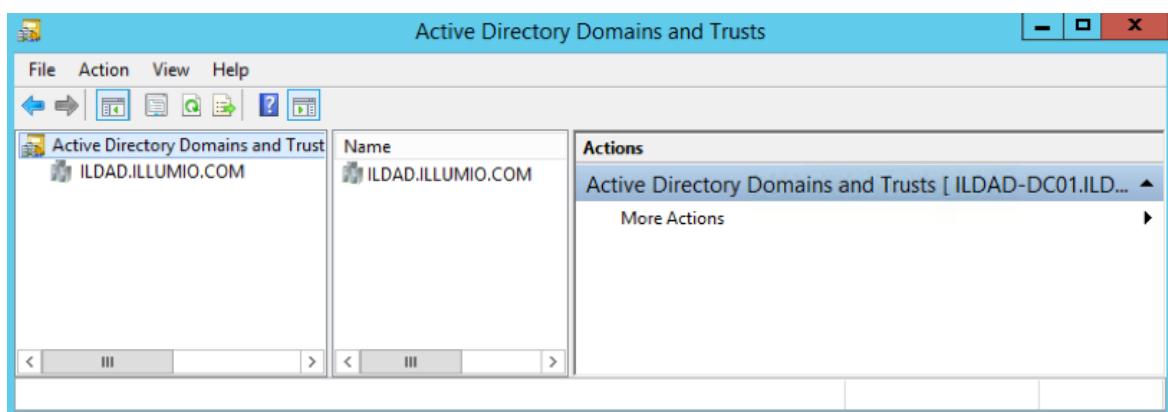 Active Directory Domains and Trusts
File Action View Help
Active Directory Domains and Trust
ILDAD.ILLUMIO.COM
Name
ILDAD.ILLUMIO.COM
Actions
Active Directory Domains and Trusts [ ILDAD-DC01.ILD...
More Actions